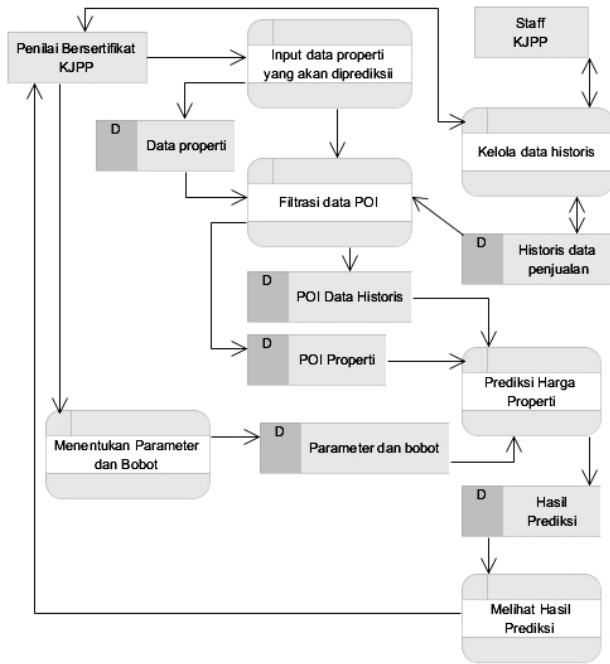 Staff
KJPP
Penilai Bersertifikat
KJPP
Input data properti
yang akan diprediksii
D
Data properti
Kelola data historis
Filtrasi data POI
D
Historis data
penjualan
D
POI Data Historis
D
POI Properti
Prediksi Harga
Properti
Menentukan Parameter
dan Bobot
D
Parameter dan bobot
D
Hasil
Prediksi
Melihat Hasil
Prediksi